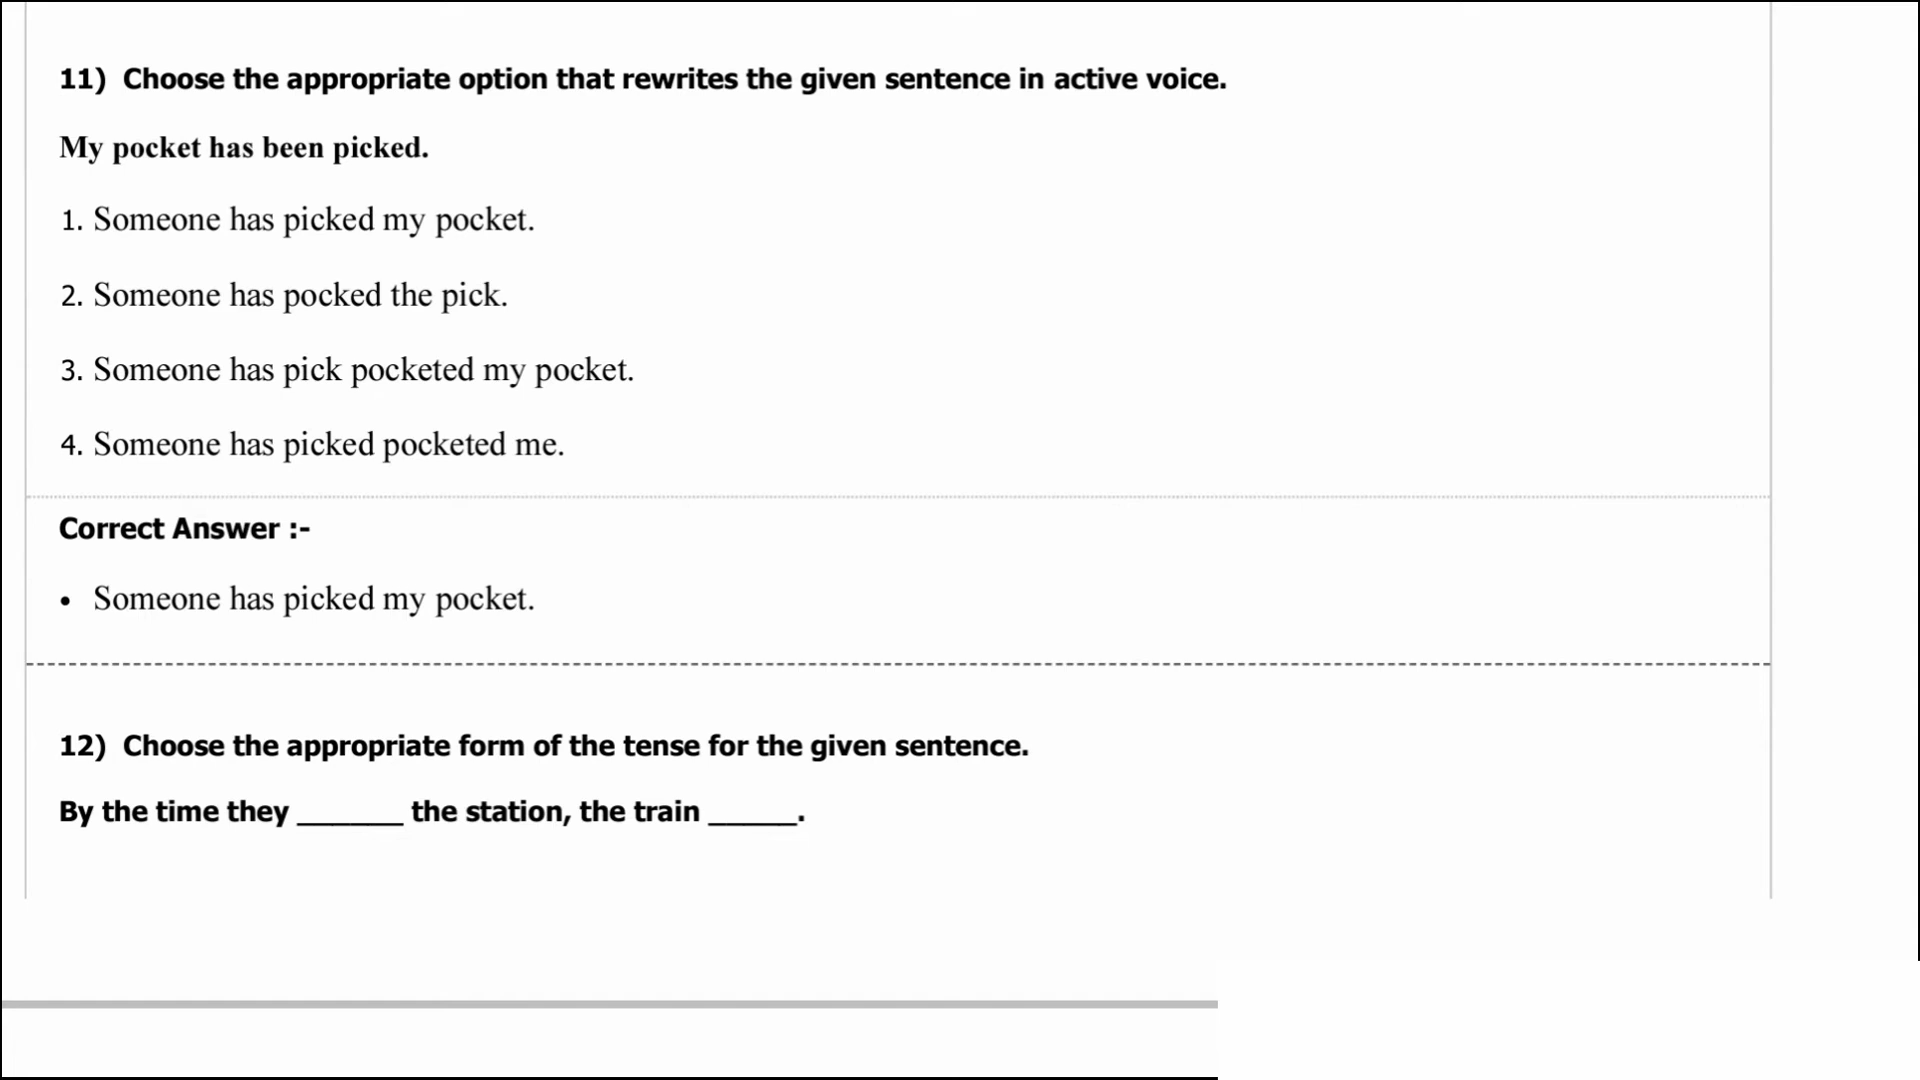 11) Choose the appropriate option that rewrites the given sentence in active voice.
My pocket has been picked.
1. Someone has picked my pocket.
2. Someone has pocked the pick.
3. Someone has pick pocketed my pocket.
4. Someone has picked pocketed me.
Correct Answer :-
• Someone has picked my pocket.
12) Choose the appropriate form of the tense for the given sentence.
By the time they _______ the station, the train ______.